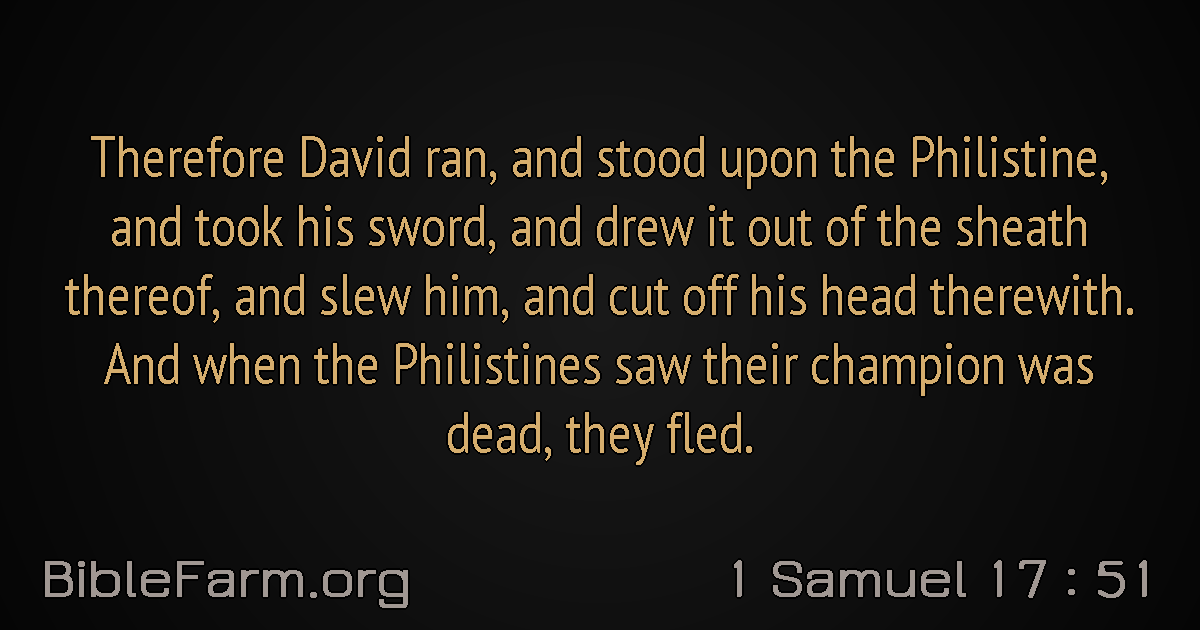 Therefore David ran, and stood upon the Philistine,
and took his sword, and drew it out of the sheath
thereof, and slew him, and cut off his head therewith.
And when the Philistines saw their champion was
dead, they fled.
BibleFarm.org
1 Samuel 17 : 51